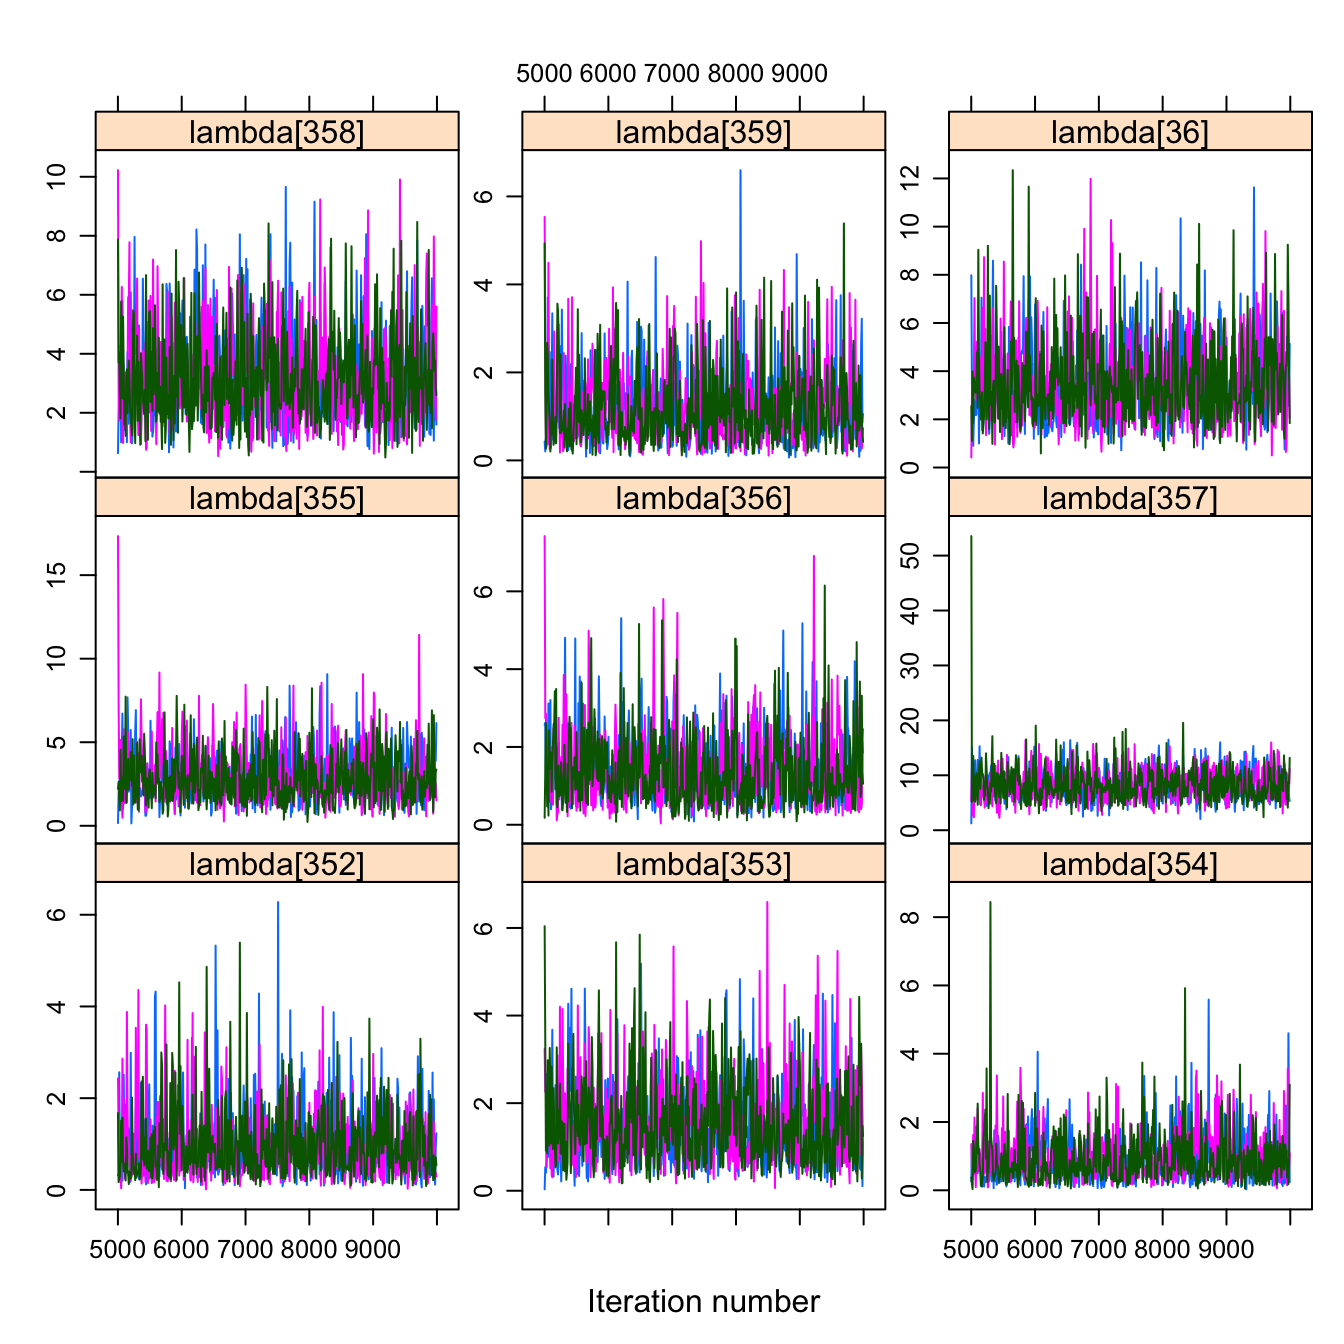 5000 6000 7000 8000 9000
lambda[358] lambda[359] lambda[36]
2 4 6 8 10
0 2 4 6
0 2 4 6 8 10 12
lambda[355] lambda[356] lambda[357]
0 5 10 15
0 2 4 6
0 10 20 30 40 50
lambda[352] lambda[353] lambda[354]
0 2 4 6
0 2 4 6
0 2 4 6 8
5000 6000 7000 8000 9000 5000 6000 7000 8000 9000
Iteration number